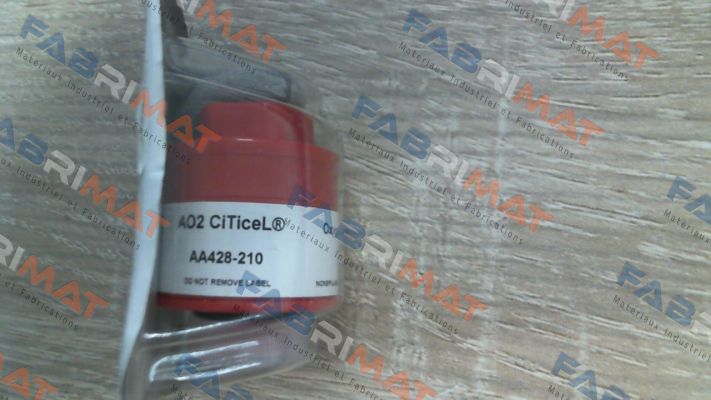 AO2 CiTiceL®
AA428-210
DO NOT REMOVE LABEL
FABRIMAT
Materiaux Industriel et Fabrications